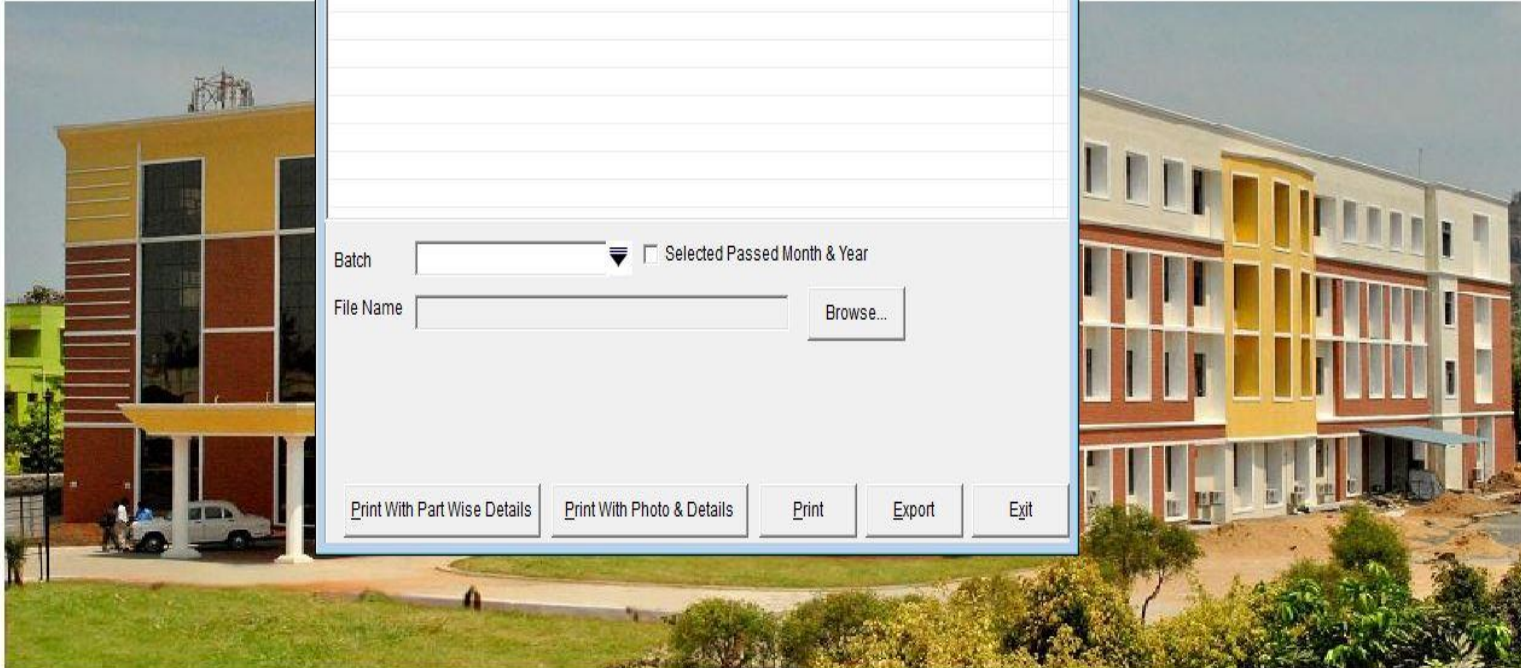 Batch
Selected Passed Month & Year
File Name
Browse...
Print With Part Wise Details
Print With Photo & Details
Print
Export
Exit